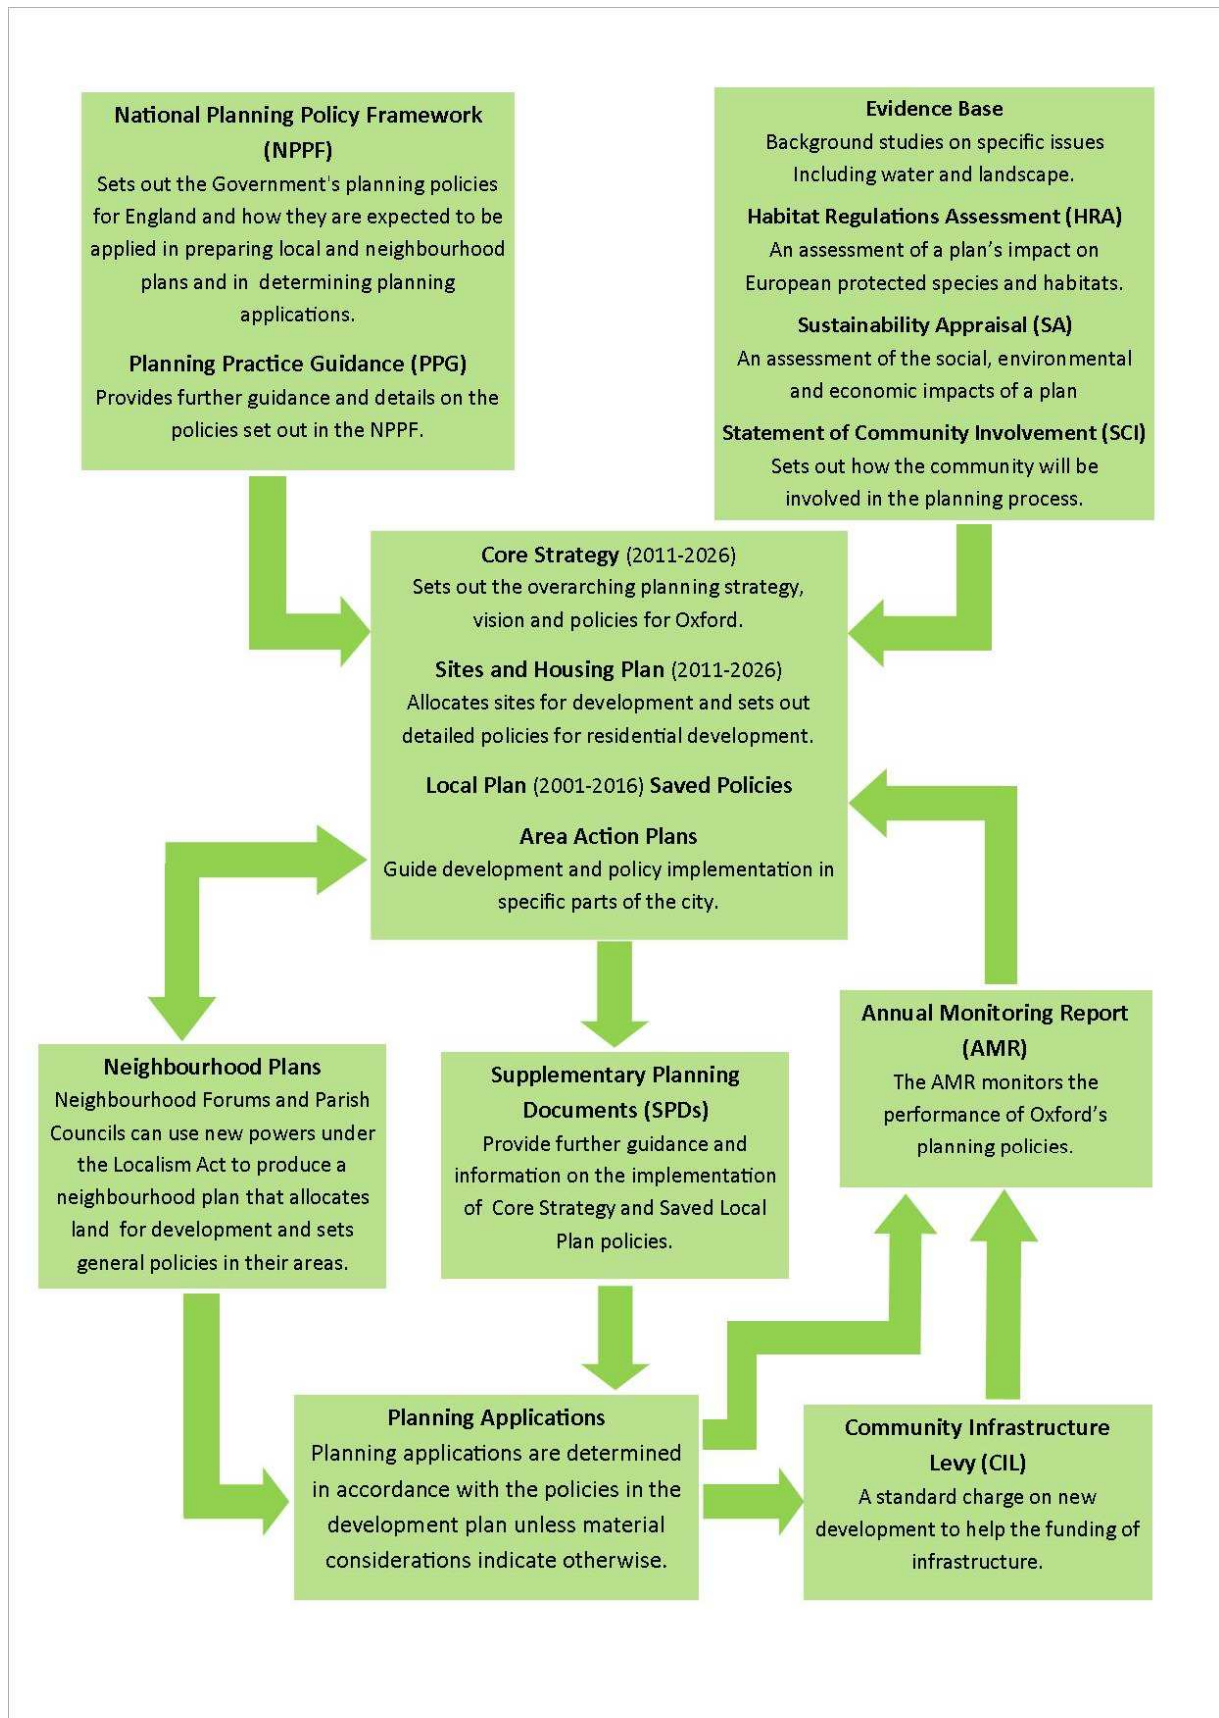 National Planning Policy Framework
(NPPF)
Sets out the Government's planning policies
for England and how they are expected to be
applied in preparing local and neighbourhood
plans and in determining planning
applications.
Planning Practice Guidance (PPG)
Provides further guidance and details on the
policies set out in the NPPF.
Evidence Base
Background studies on specific issues
Including water and landscape.
Habitat Regulations Assessment (HRA)
An assessment of a plan's impact on
European protected species and habitats.
Sustainability Appraisal (SA)
An assessment of the social, environmental
and economic impacts of a plan
Statement of Community Involvement (SCI)
Sets out how the community will be
involved in the planning process.
Core Strategy (2011-2026)
Sets out the overarching planning strategy,
vision and policies for Oxford.
Sites and Housing Plan (2011-2026)
Allocates sites for development and sets out
detailed policies for residential development.
Local Plan (2001-2016) Saved Policies
Area Action Plans
Guide development and policy implementation in
specific parts of the city.
Neighbourhood Plans
Neighbourhood Forums and Parish
Councils can use new powers under
the Localism Act to produce a
neighbourhood plan that allocates
land for development and sets
general policies in their areas.
Supplementary Planning
Documents (SPDs)
Provide further guidance and
information on the implementation
of Core Strategy and Saved Local
Plan policies.
Annual Monitoring Report
(AMR)
The AMR monitors the
performance of Oxford's
planning policies.
Planning Applications
Planning applications are determined
in accordance with the policies in the
development plan unless material
considerations indicate otherwise.
Community Infrastructure
Levy (CIL)
A standard charge on new
development to help the funding of
infrastructure.